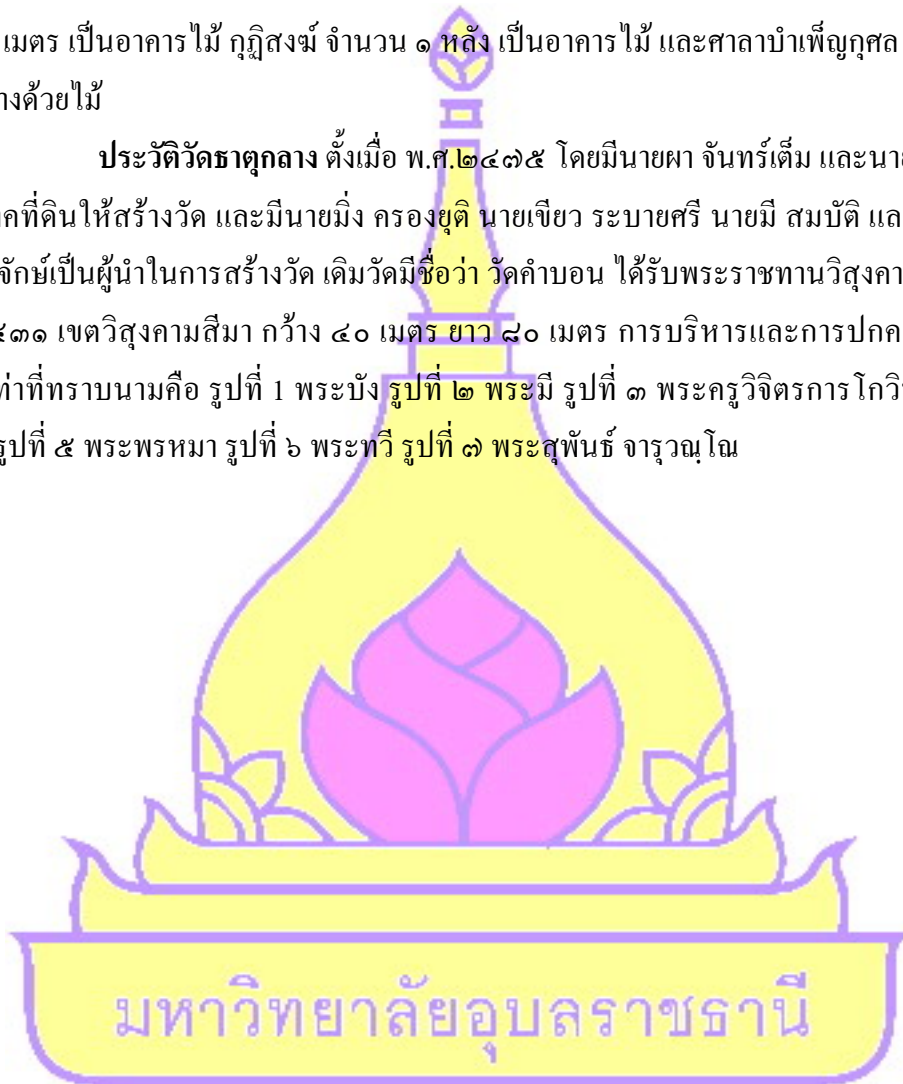 เมตร เป็นอาคารไม้ กุฏิสงฆ์ จำนวน ๑ หลัง เป็นอาคารไม้ และศาลาบำเพ็ญกุศล
างด้วยไม้
ประวัติวัดธาตุกลาง ตั้งเมื่อ พ.ศ.๒๔๗๕ โดยมีนายผา จันทร์เต็ม และนาย
คที่ดินให้สร้างวัด และมีนายมิ่ง ครองยุติ นายเขียว ระบายศรี นายมี สมบัติ และ
จักษ์เป็นผู้นำในการสร้างวัด เดิมวัดมีชื่อว่า วัดคำบอน ได้รับพระราชทานวิสุงคา
๕๓๑ เขตวิสุงคามสีมา กว้าง ๔๐ เมตร ยาว ๘๐ เมตร การบริหารและการปกค
ท่าที่ทราบนามคือ รูปที่ 1 พระบัง รูปที่ ๒ พระมี รูปที่ ๓ พระครูวิจิตรการโกวิ
รูปที่ ๕ พระพรหมา รูปที่ ๖ พระทวี รูปที่ ๗ พระสุพันธ์ จารุวณฺโณ
มหาวิทยาลัยอุบลราชธานี